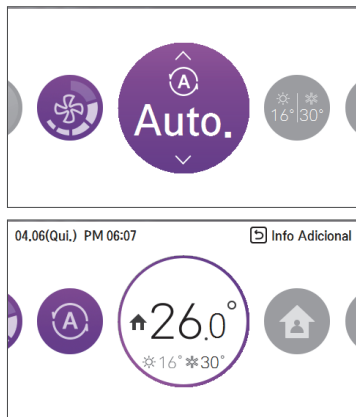 A
Auto.
16° 30°
04.06(Qui.) PM 06:07
Info Adicional
A
26.0°
16° 30°